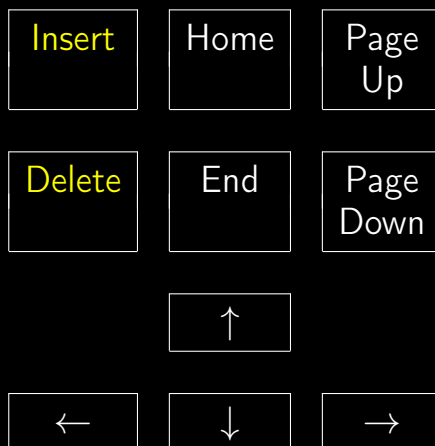 Insert Home Page
Up
Delete End Page
Down
↑
← ↓ →